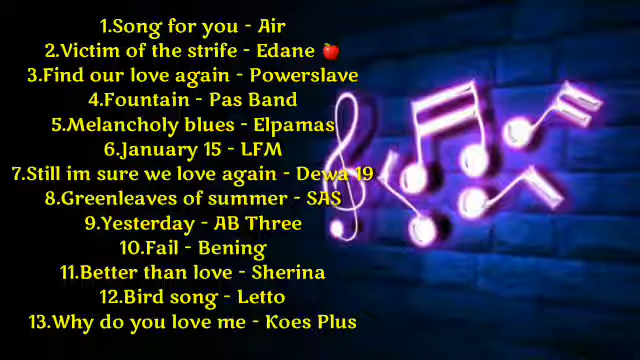 1.Song for you - Air
2.Victim of the strife - Edane 🍎
3.Find our love again - Powerslave
4.Fountain - Pas Band
5.Melancholy blues - Elpamas
6.January 15 - LFM
7.Still im sure we love again - Dewa 19
8.Greenleaves of summer - SAS
9.Yesterday - AB Three
10.Fail - Bening
11.Better than love - Sherina
12.Bird song - Letto
13.Why do you love me - Koes Plus